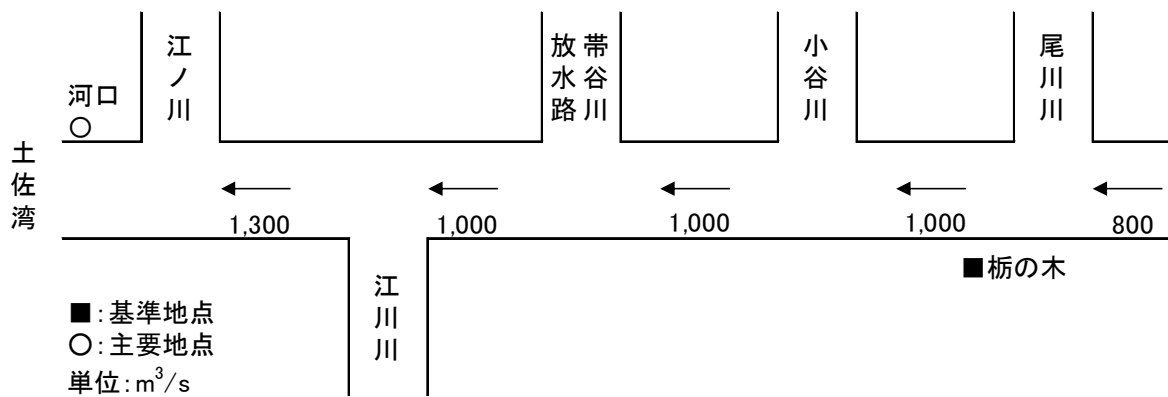 江ノ川
放水路
帯谷川
小谷川
尾川川
河口
○
土佐湾
1,300
1,000
1,000
1,000
800
■栃の木
江川川
■:基準地点
○:主要地点
単位:m³/s